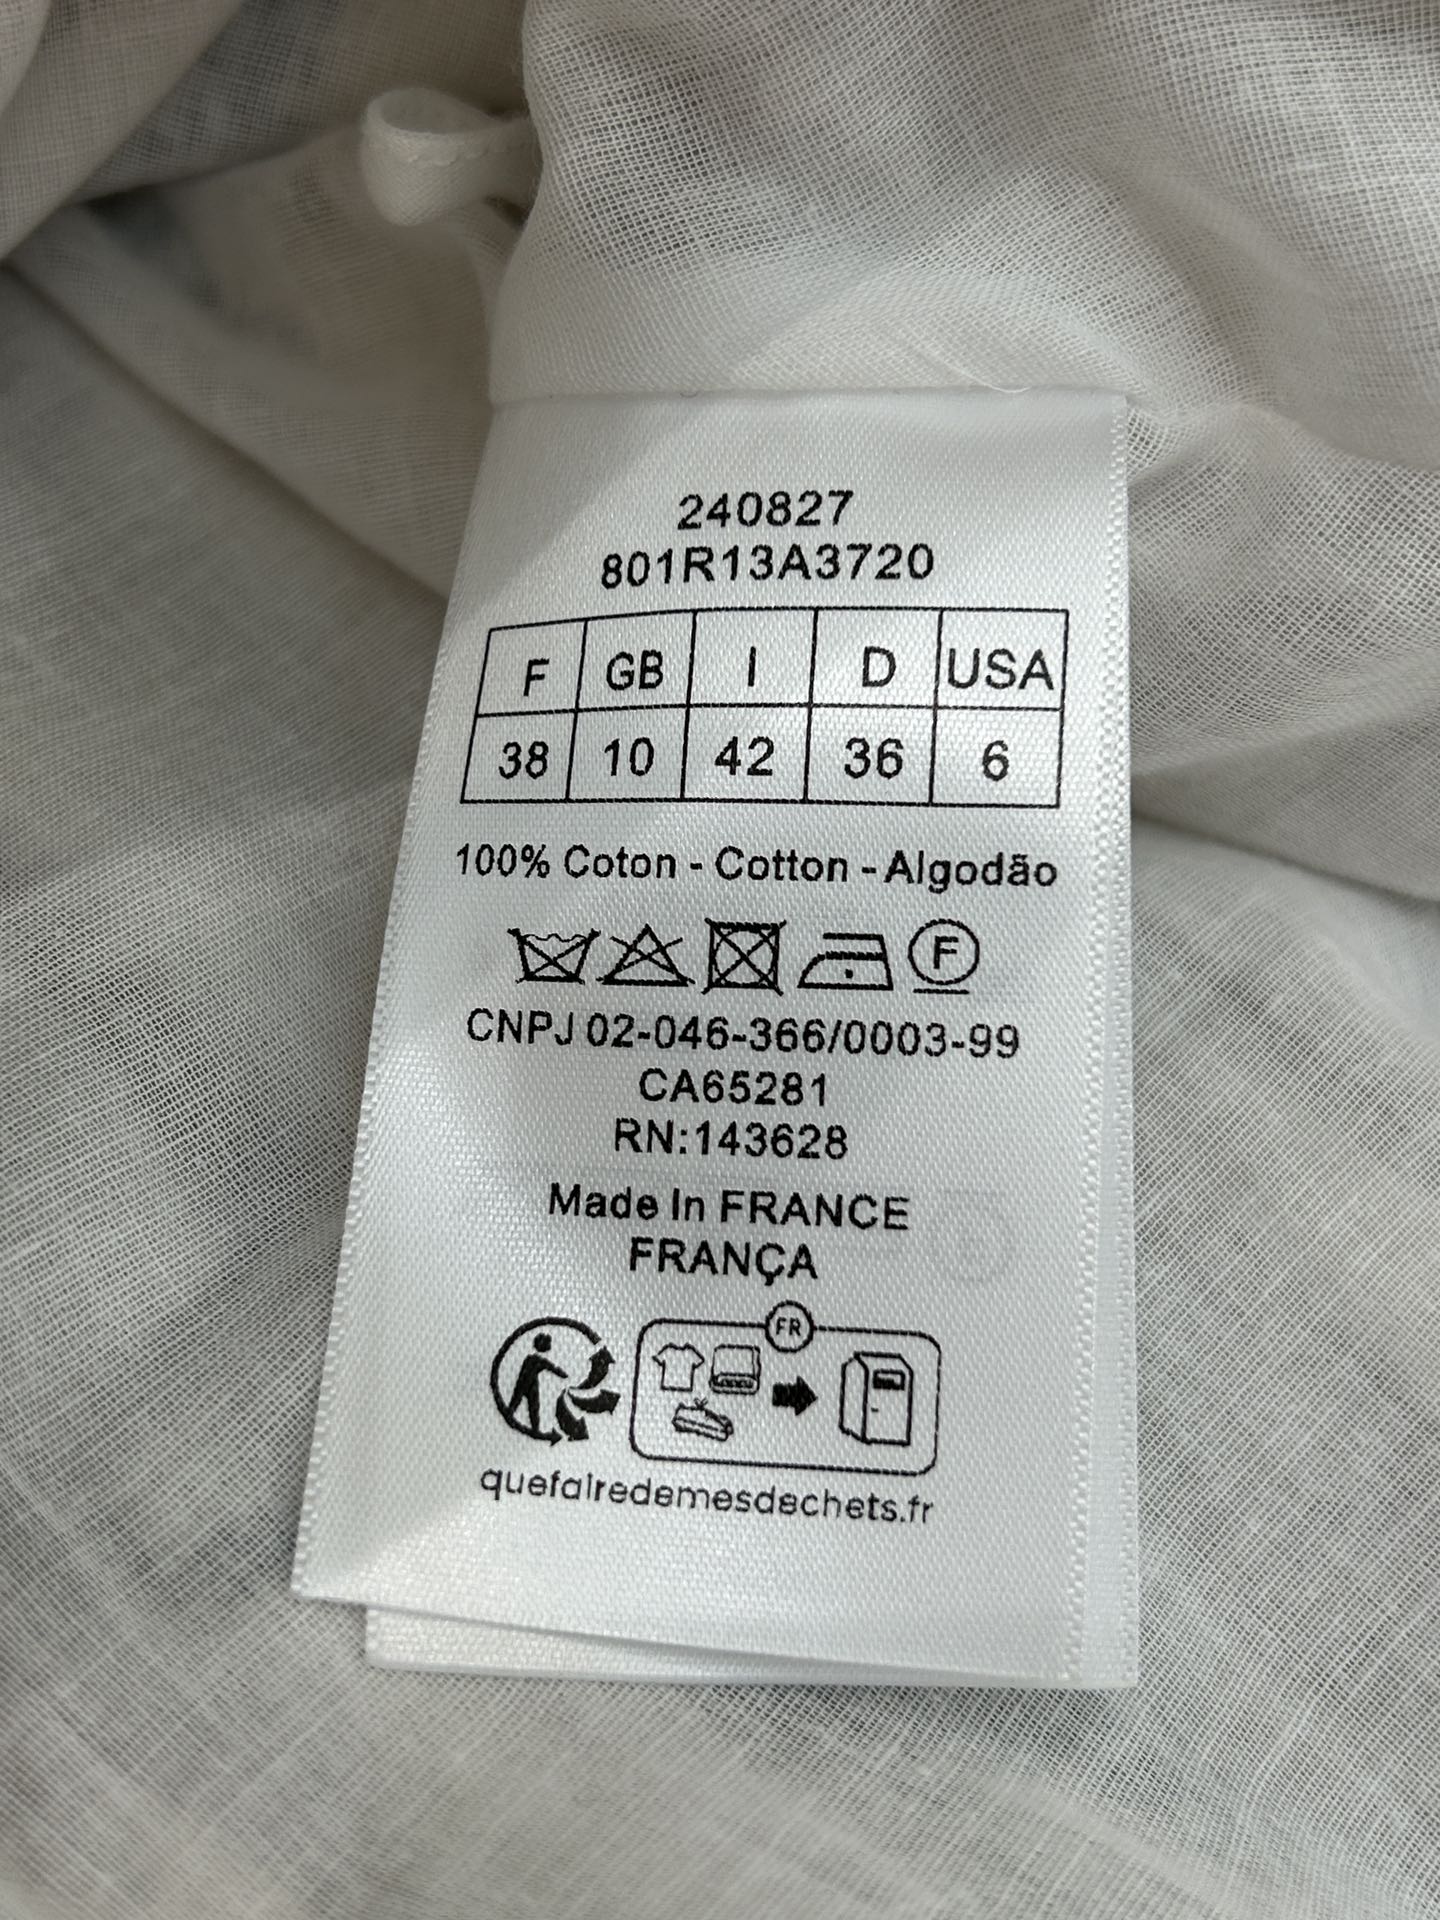 240827
801R13A3720
F GB I D USA
38 10 42 36 6
100% Coton - Cotton - Algodão
F
CNPJ 02-046-366/0003-99
CA65281
RN:143628
Made In FRANCE
FRANÇA
FR
quefairedemesdechets.fr